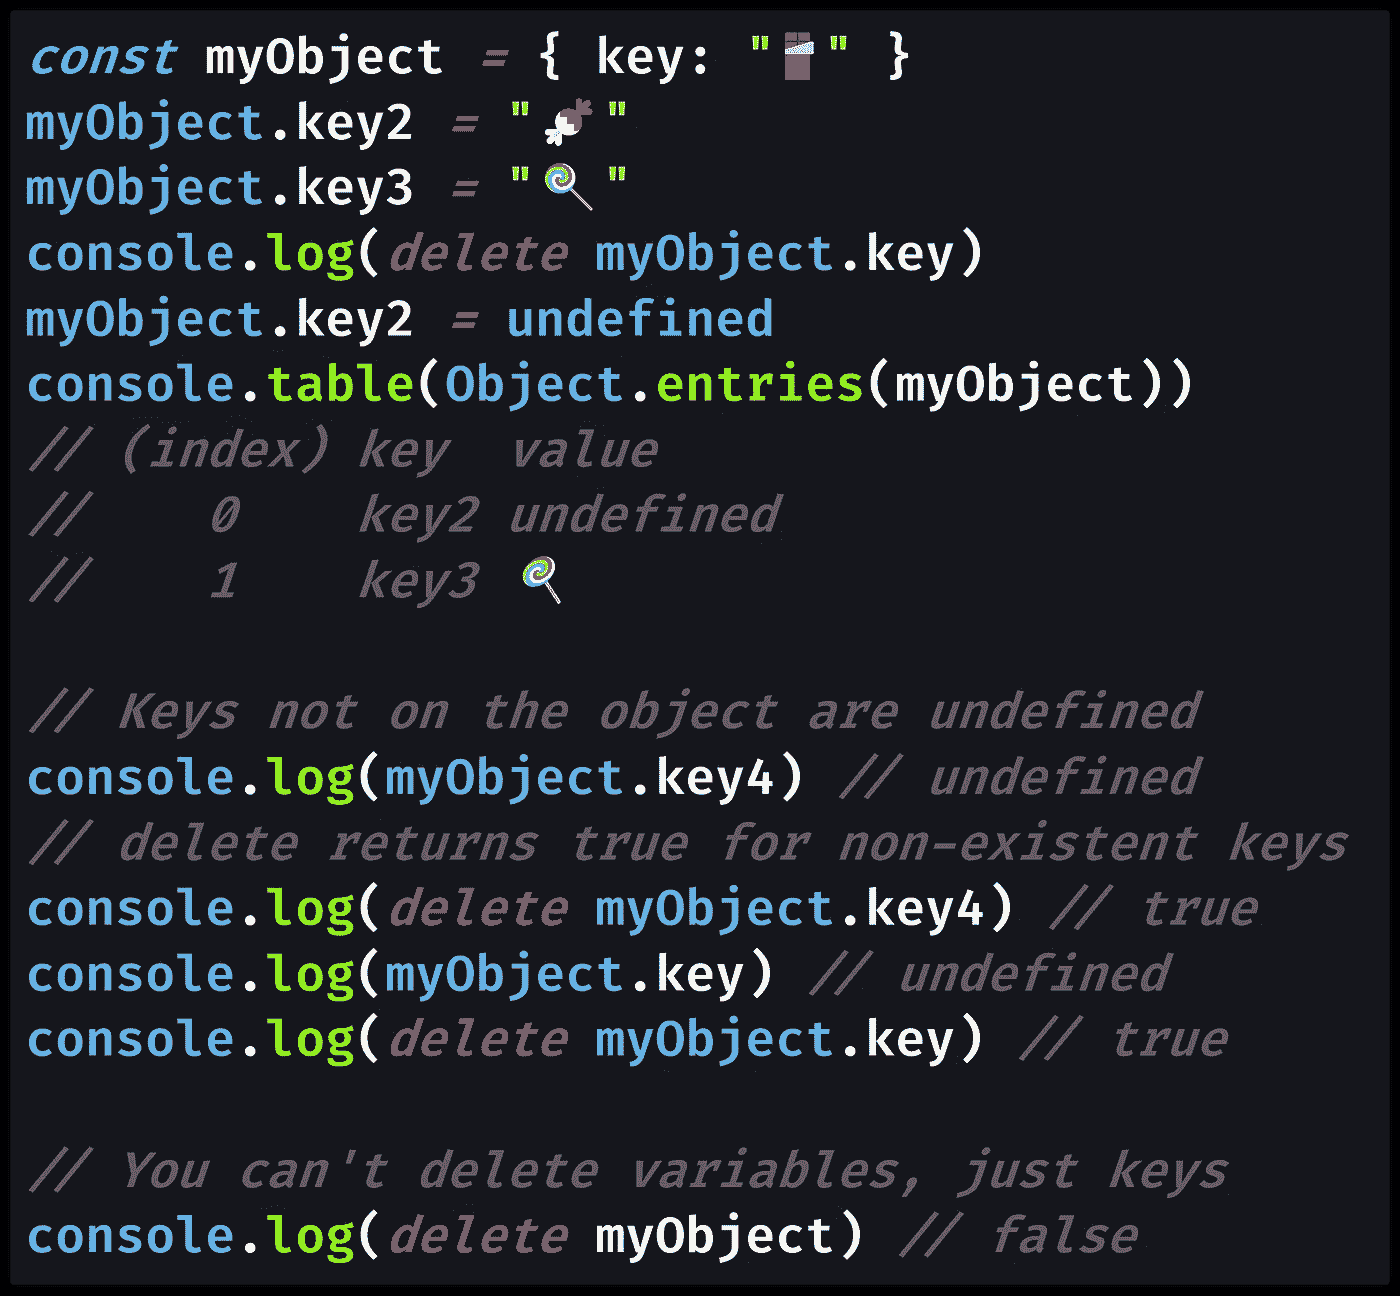 const myObject = { key: "🍫" }
myObject.key2 = "🍬"
myObject.key3 = "🍭"
console.log(delete myObject.key)
myObject.key2 = undefined
console.table(Object.entries(myObject))
// (index) key  value
//    0    key2 undefined
//    1    key3 🍭
// Keys not on the object are undefined
console.log(myObject.key4) // undefined
// delete returns true for non-existent keys
console.log(delete myObject.key4) // true
console.log(myObject.key) // undefined
console.log(delete myObject.key) // true
// You can't delete variables, just keys
console.log(delete myObject) // false